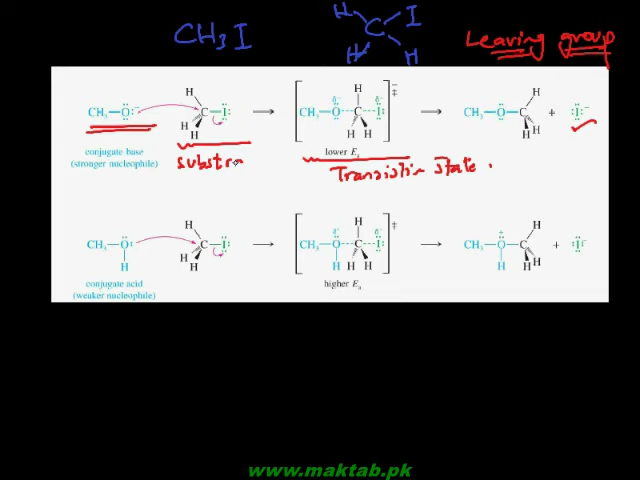 CH3I
H I
C
H H
Leaving group
H H H
CH3—O:− C—I: → [CH3—O---C---I]‡− → CH3—O—C + :I:−
H H δ− H H δ− H H
conjugate base
(stronger nucleophile)
substra
lower Ea
Transistion state.
H H H
CH3—O: C—I: → [CH3—O---C---I]‡ → CH3—O+—C + :I:−
H H H H H H δ− H H H
conjugate acid
(weaker nucleophile)
higher Ea
www.maktab.pk